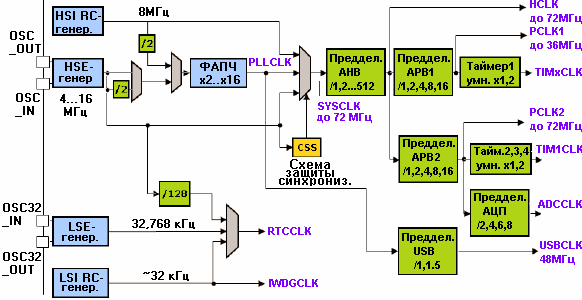 HSI RC-
генер.
8МГц
OSC
_OUT
/2
HSE-
генер
/2
4...16
МГц
OSC
_IN
ФАПЧ
x2..x16
PLLCLK
SYSCLK
до 72 МГц
CSS
Схема
защиты
синхрониз.
Преддел.
AHB
/1,2...512
Преддел.
APB1
/1,2,4,8,16
Таймер1
умн. x1,2
HCLK
до 72МГц
PCLK1
до 36МГц
TIMxCLK
PCLK2
до 72МГц
Преддел.
APB2
/1,2,4,8,16
Тайм.2,3,4
умн. x1,2
TIM1CLK
Преддел.
АЦП
/2,4,6,8
ADCCLK
Преддел.
USB
/1,1.5
USBCLK
48МГц
/128
OSC32
_IN
LSE-
генер.
32,768 кГц
RTCCLK
OSC32
_OUT
LSI RC-
генер.
~32 кГц
IWDGCLK